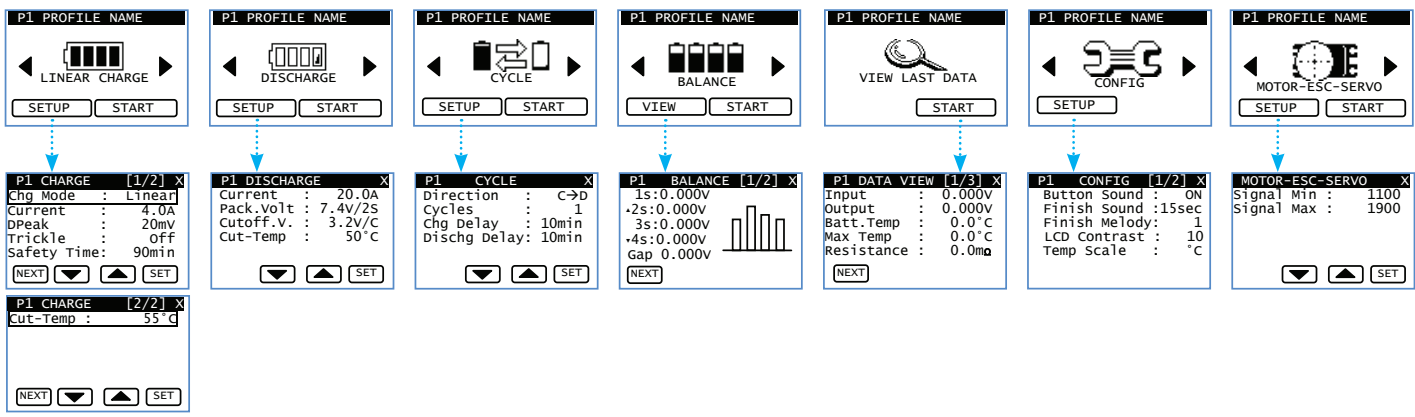 P1 PROFILE NAME
LINEAR CHARGE
SETUP START
P1 PROFILE NAME
DISCHARGE
SETUP START
P1 PROFILE NAME
CYCLE
SETUP START
P1 PROFILE NAME
BALANCE
VIEW START
P1 PROFILE NAME
VIEW LAST DATA
START
P1 PROFILE NAME
CONFIG
SETUP
P1 PROFILE NAME
MOTOR-ESC-SERVO
SETUP START
P1 CHARGE [1/2] X
Chg Mode : Linear
Current : 4.0A
DPeak : 20mV
Trickle : Off
Safety Time: 90min
NEXT SET
P1 DISCHARGE X
Current : 20.0A
Pack.Volt : 7.4V/2S
Cutoff.V. : 3.2V/C
Cut-Temp : 50°C
SET
P1 CYCLE X
Direction : C→D
Cycles : 1
Chg Delay : 10min
Dischg Delay: 10min
SET
P1 BALANCE [1/2] X
1s:0.000V
▴2s:0.000V
3s:0.000V
▾4s:0.000V
Gap 0.000V
NEXT
P1 DATA VIEW [1/3] X
Input : 0.000V
Output : 0.000V
Batt.Temp : 0.0°C
Max Temp : 0.0°C
Resistance : 0.0mΩ
NEXT
P1 CONFIG [1/2] X
Button Sound : ON
Finish Sound :15sec
Finish Melody: 1
LCD Contrast : 10
Temp Scale : °C
MOTOR-ESC-SERVO X
Signal Min : 1100
Signal Max : 1900
SET
P1 CHARGE [2/2] X
Cut-Temp : 55°C
NEXT SET